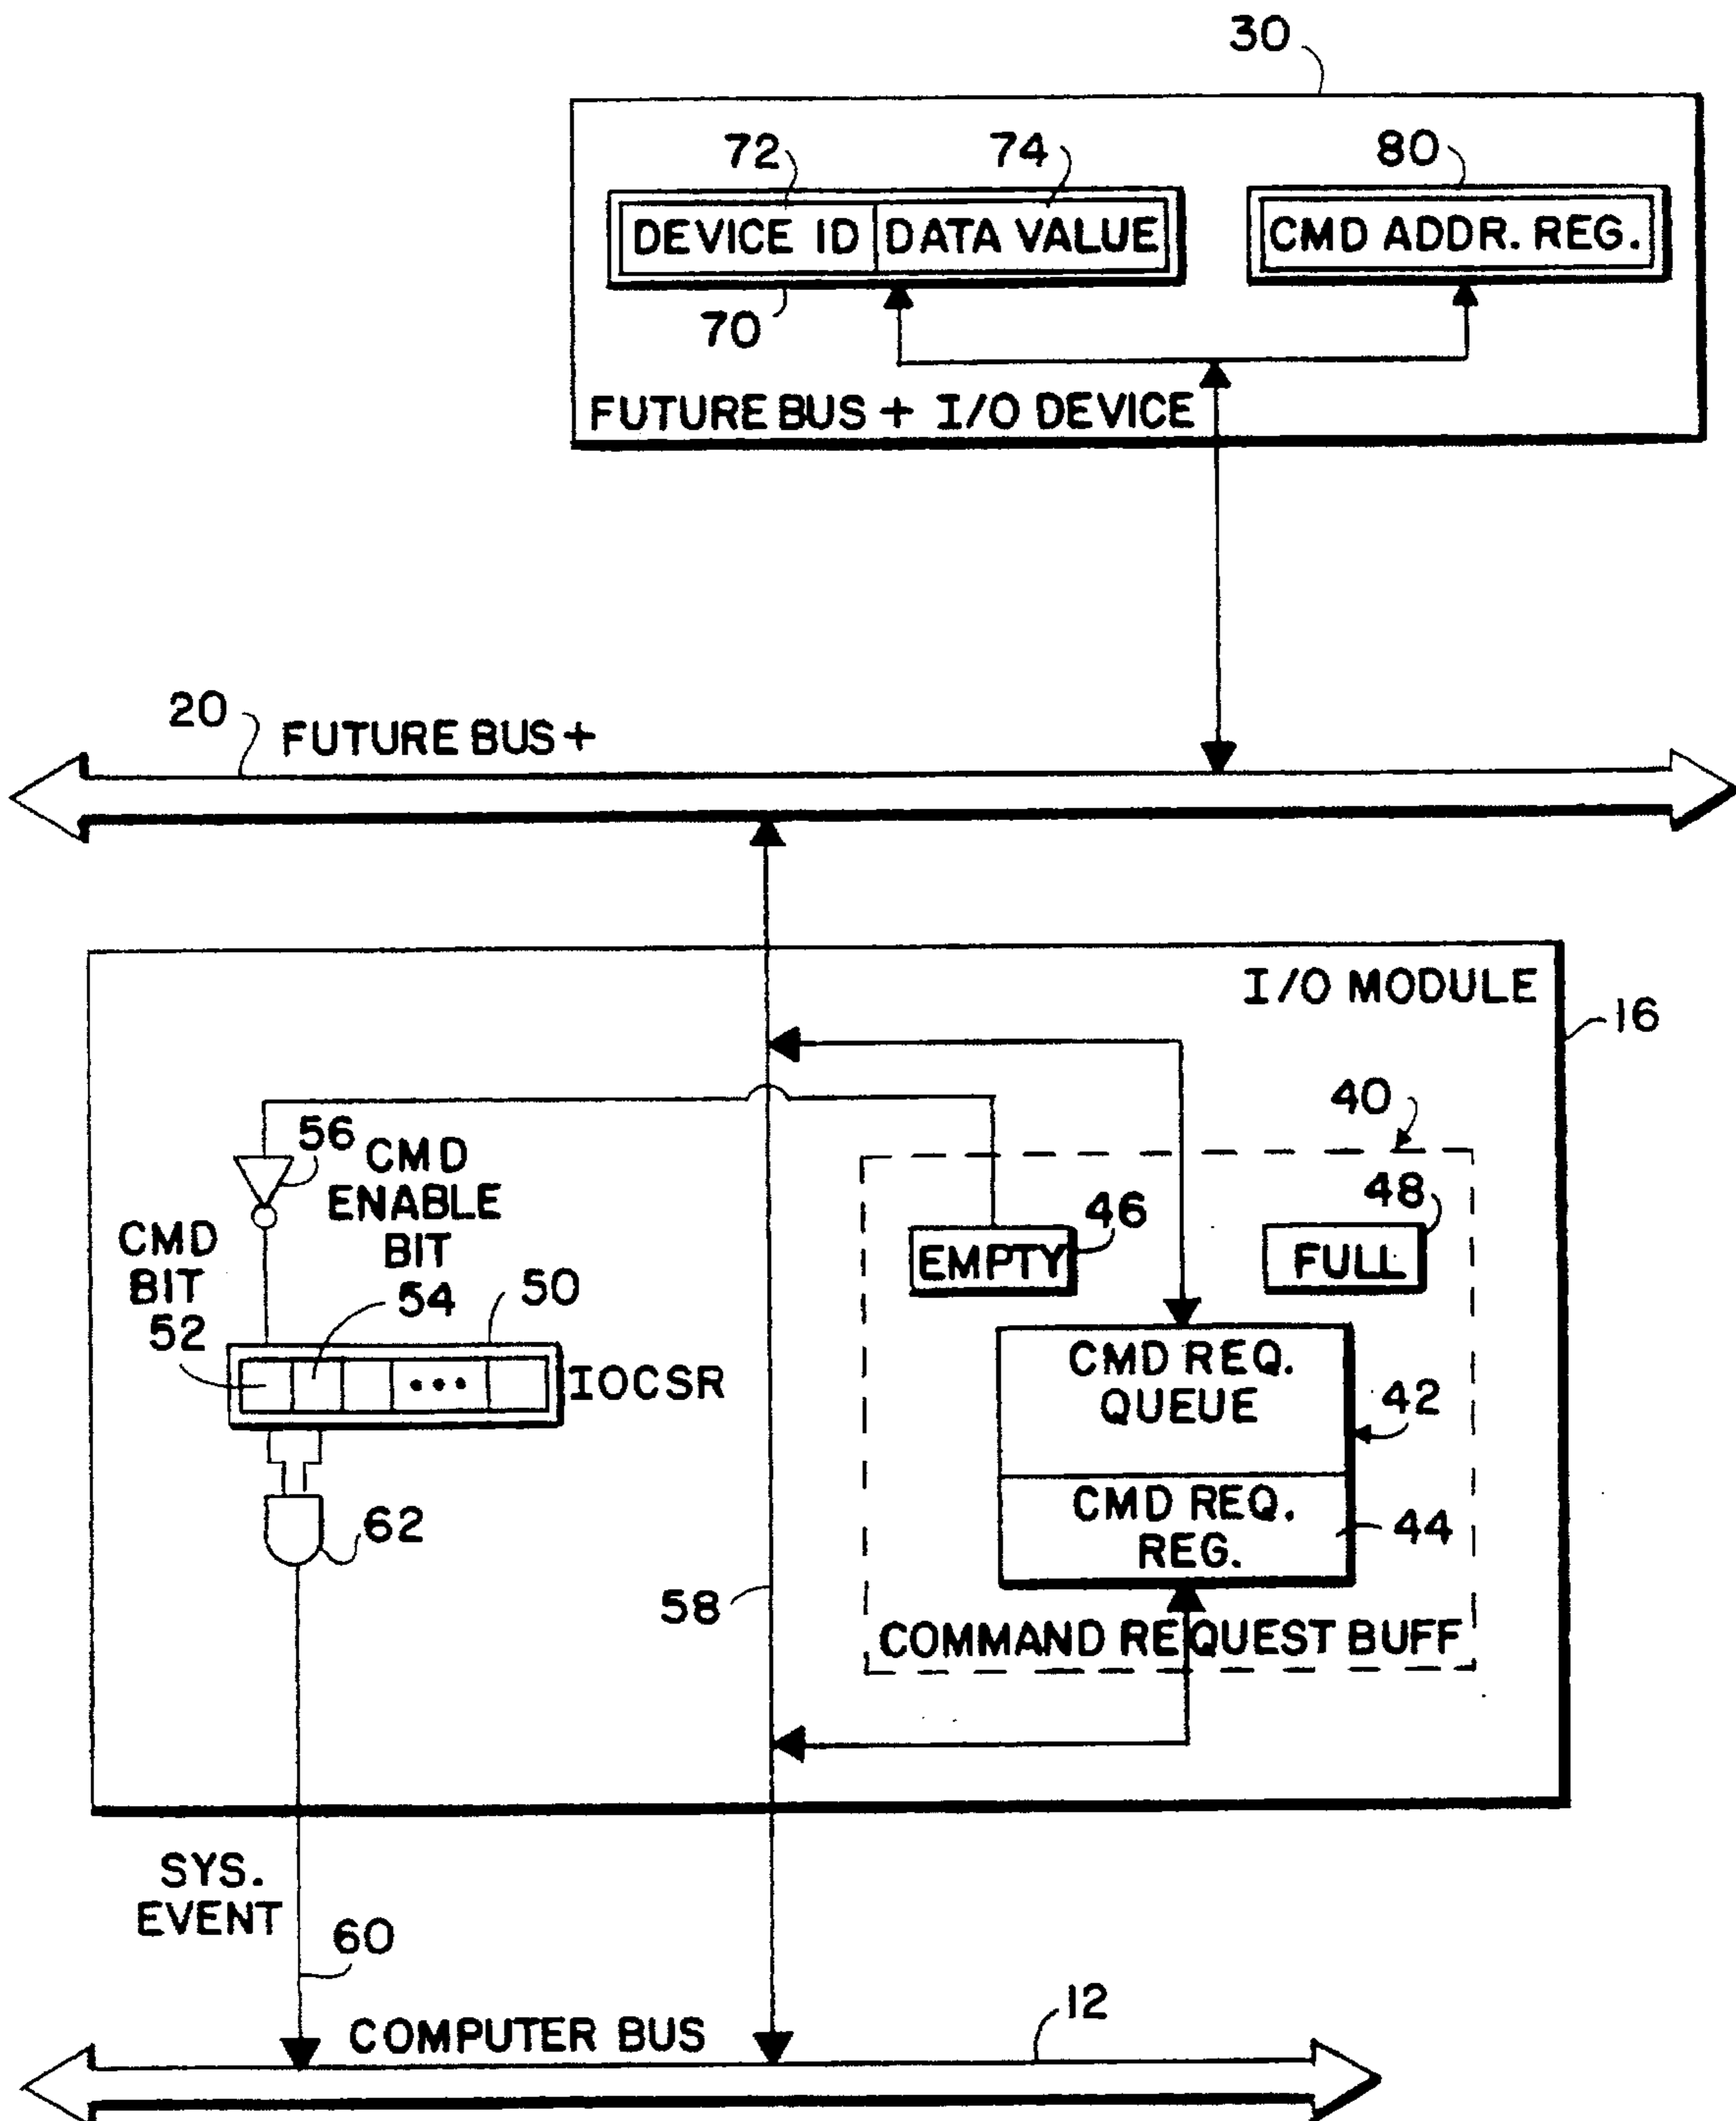 30
72
74
80
DEVICE ID
DATA VALUE
CMD ADDR. REG.
70
FUTURE BUS + I/O DEVICE
20
FUTURE BUS +
I/O MODULE
16
40
56
CMD
ENABLE
BIT
54
CMD
BIT
52
50
IOCSR
46
EMPTY
48
FULL
CMD REQ.
QUEUE
42
CMD REQ.
REG.
44
62
58
COMMAND REQUEST BUFF
SYS.
EVENT
60
COMPUTER BUS
12